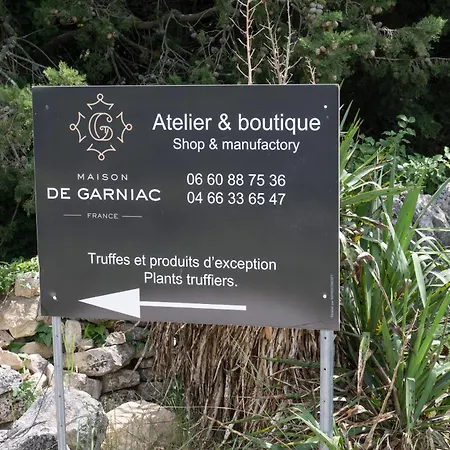 G
MAISON
DE GARNIAC
FRANCE
Atelier & boutique
Shop & manufactory
06 60 88 75 36
04 66 33 65 47
Truffes et produits d'exception
Plants truffiers.